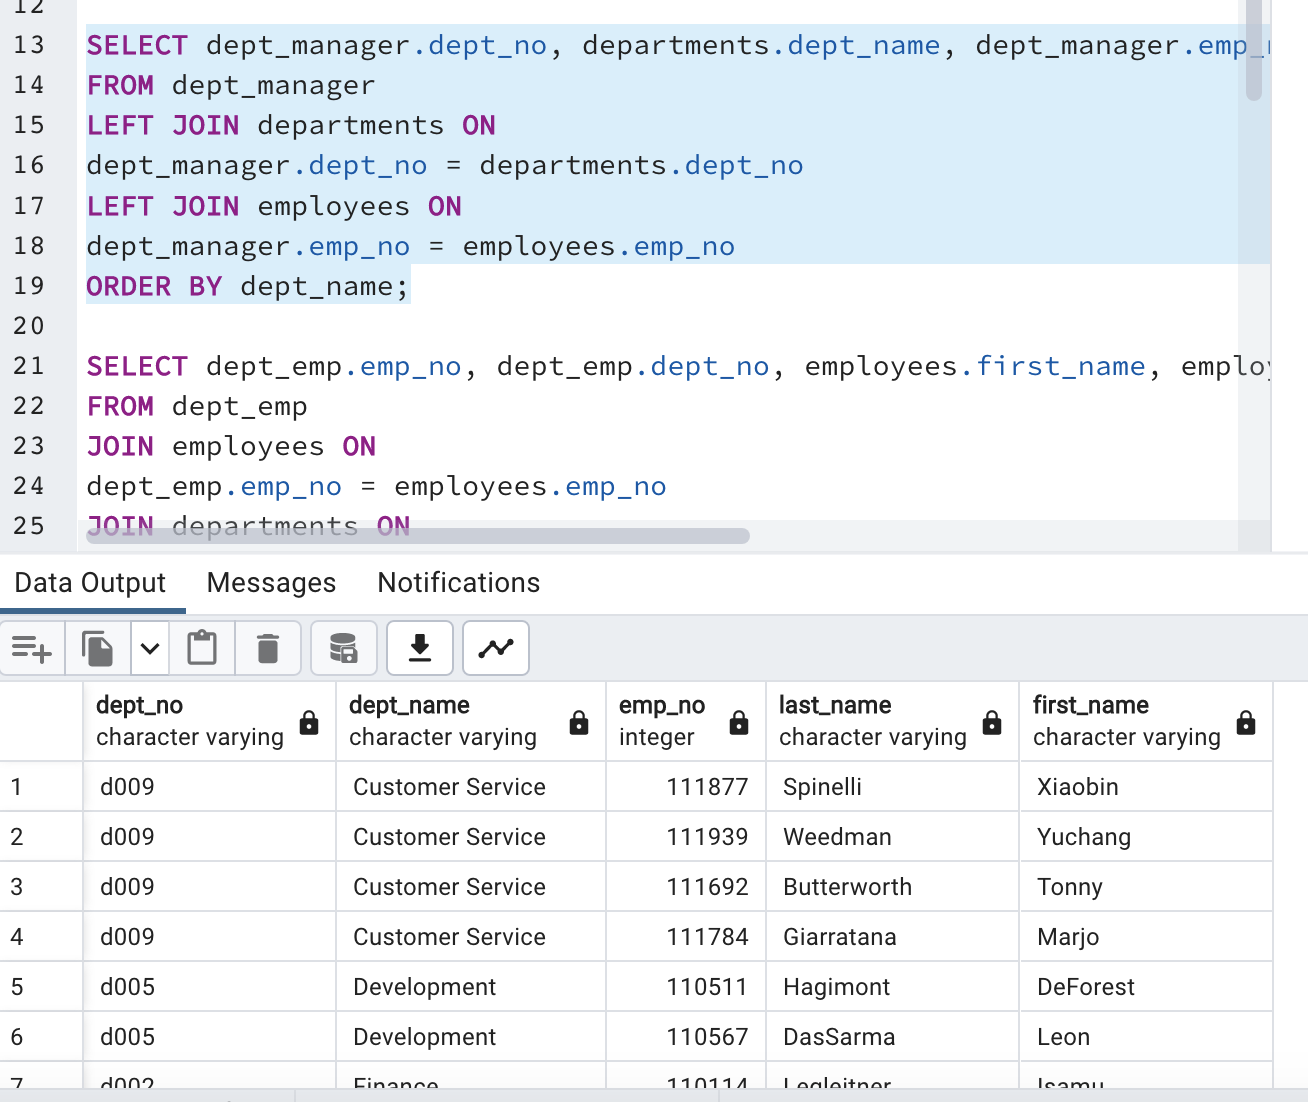 12
13 SELECT dept_manager.dept_no, departments.dept_name, dept_manager.emp_
14 FROM dept_manager
15 LEFT JOIN departments ON
16 dept_manager.dept_no = departments.dept_no
17 LEFT JOIN employees ON
18 dept_manager.emp_no = employees.emp_no
19 ORDER BY dept_name;
20
21 SELECT dept_emp.emp_no, dept_emp.dept_no, employees.first_name, employ
22 FROM dept_emp
23 JOIN employees ON
24 dept_emp.emp_no = employees.emp_no
25 JOIN departments ON
Data Output Messages Notifications
dept_no dept_name emp_no last_name first_name
character varying character varying integer character varying character varying
1 d009 Customer Service 111877 Spinelli Xiaobin
2 d009 Customer Service 111939 Weedman Yuchang
3 d009 Customer Service 111692 Butterworth Tonny
4 d009 Customer Service 111784 Giarratana Marjo
5 d005 Development 110511 Hagimont DeForest
6 d005 Development 110567 DasSarma Leon
7 d002 Finance 110114 Legleitner Isamu